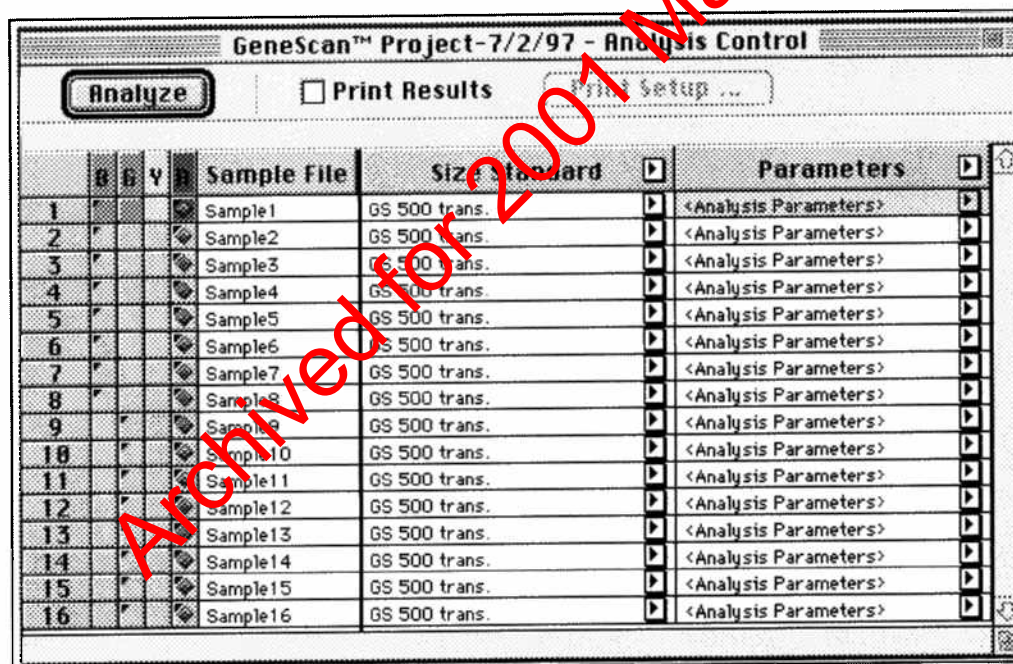 GeneScan™ Project-7/2/97 - Analysis Control
Analyze Print Results Print Setup ...
B G Y R Sample File Size Standard Parameters
1 Sample1 GS 500 trans. <Analysis Parameters>
2 Sample2 GS 500 trans. <Analysis Parameters>
3 Sample3 GS 500 trans. <Analysis Parameters>
4 Sample4 GS 500 trans. <Analysis Parameters>
5 Sample5 GS 500 trans. <Analysis Parameters>
6 Sample6 GS 500 trans. <Analysis Parameters>
7 Sample7 GS 500 trans. <Analysis Parameters>
8 Sample8 GS 500 trans. <Analysis Parameters>
9 Sample9 GS 500 trans. <Analysis Parameters>
10 Sample10 GS 500 trans. <Analysis Parameters>
11 Sample11 GS 500 trans. <Analysis Parameters>
12 Sample12 GS 500 trans. <Analysis Parameters>
13 Sample13 GS 500 trans. <Analysis Parameters>
14 Sample14 GS 500 trans. <Analysis Parameters>
15 Sample15 GS 500 trans. <Analysis Parameters>
16 Sample16 GS 500 trans. <Analysis Parameters>
Archived for 2001 Ma